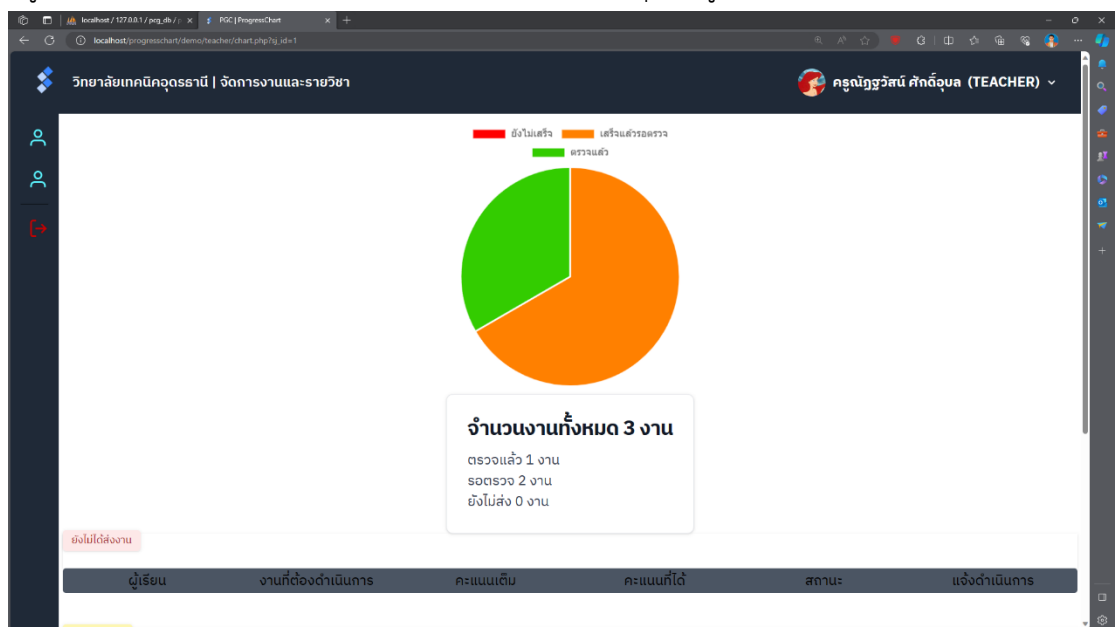 localhost / 127.0.0.1 / pcg_db / p
PGC | ProgressChart
localhost/progresschart/demo/teacher/chart.php?sj_id=1
วิทยาลัยเทคนิคอุดรธานี | จัดการงานและรายวิชา
ครูณัฏฐวัสน์ ศักดิ์อุบล (TEACHER)
ยังไม่เสร็จ เสร็จแล้วรอตรวจ
ตรวจแล้ว
จำนวนงานทั้งหมด 3 งาน
ตรวจแล้ว 1 งาน
รอตรวจ 2 งาน
ยังไม่ส่ง 0 งาน
ยังไม่ได้ส่งงาน
ผู้เรียน งานที่ต้องดำเนินการ คะแนนเต็ม คะแนนที่ได้ สถานะ แจ้งดำเนินการ